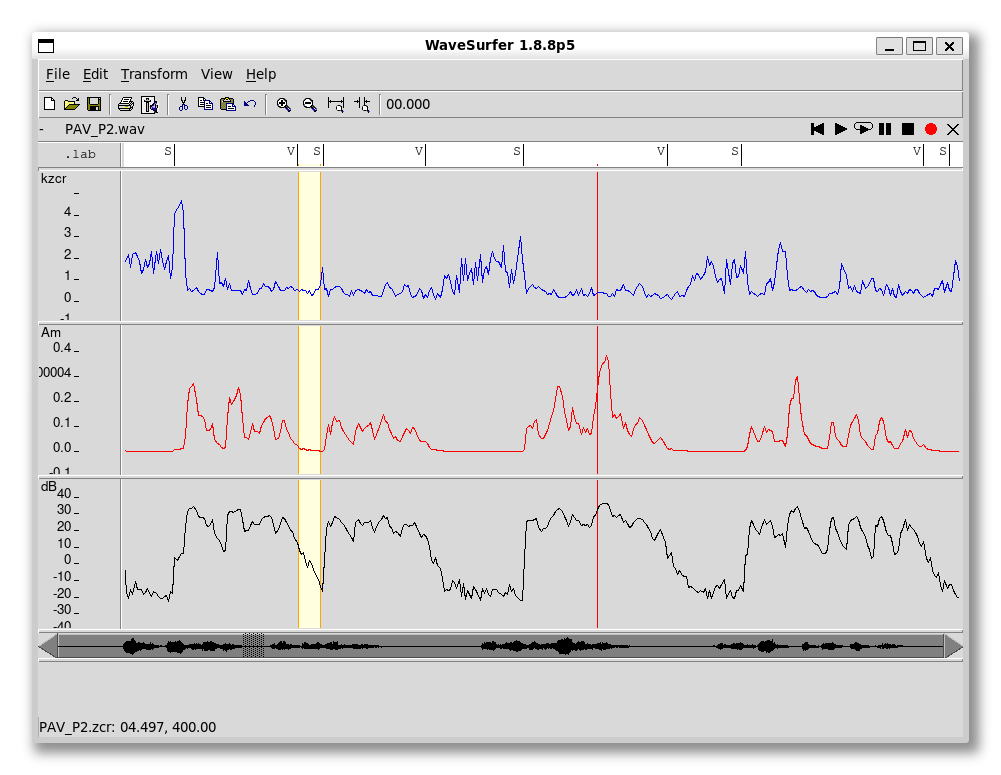 WaveSurfer 1.8.8p5
File Edit Transform View Help
00.000
- PAV_P2.wav
.lab S V S V S V S V S
kzcr
4
3
2
1
0
-1
Am
0.4
00004
0.2
0.1
0.0
-0.1
dB
40
30
20
10
0
-10
-20
-30
-40
PAV_P2.zcr: 04.497, 400.00